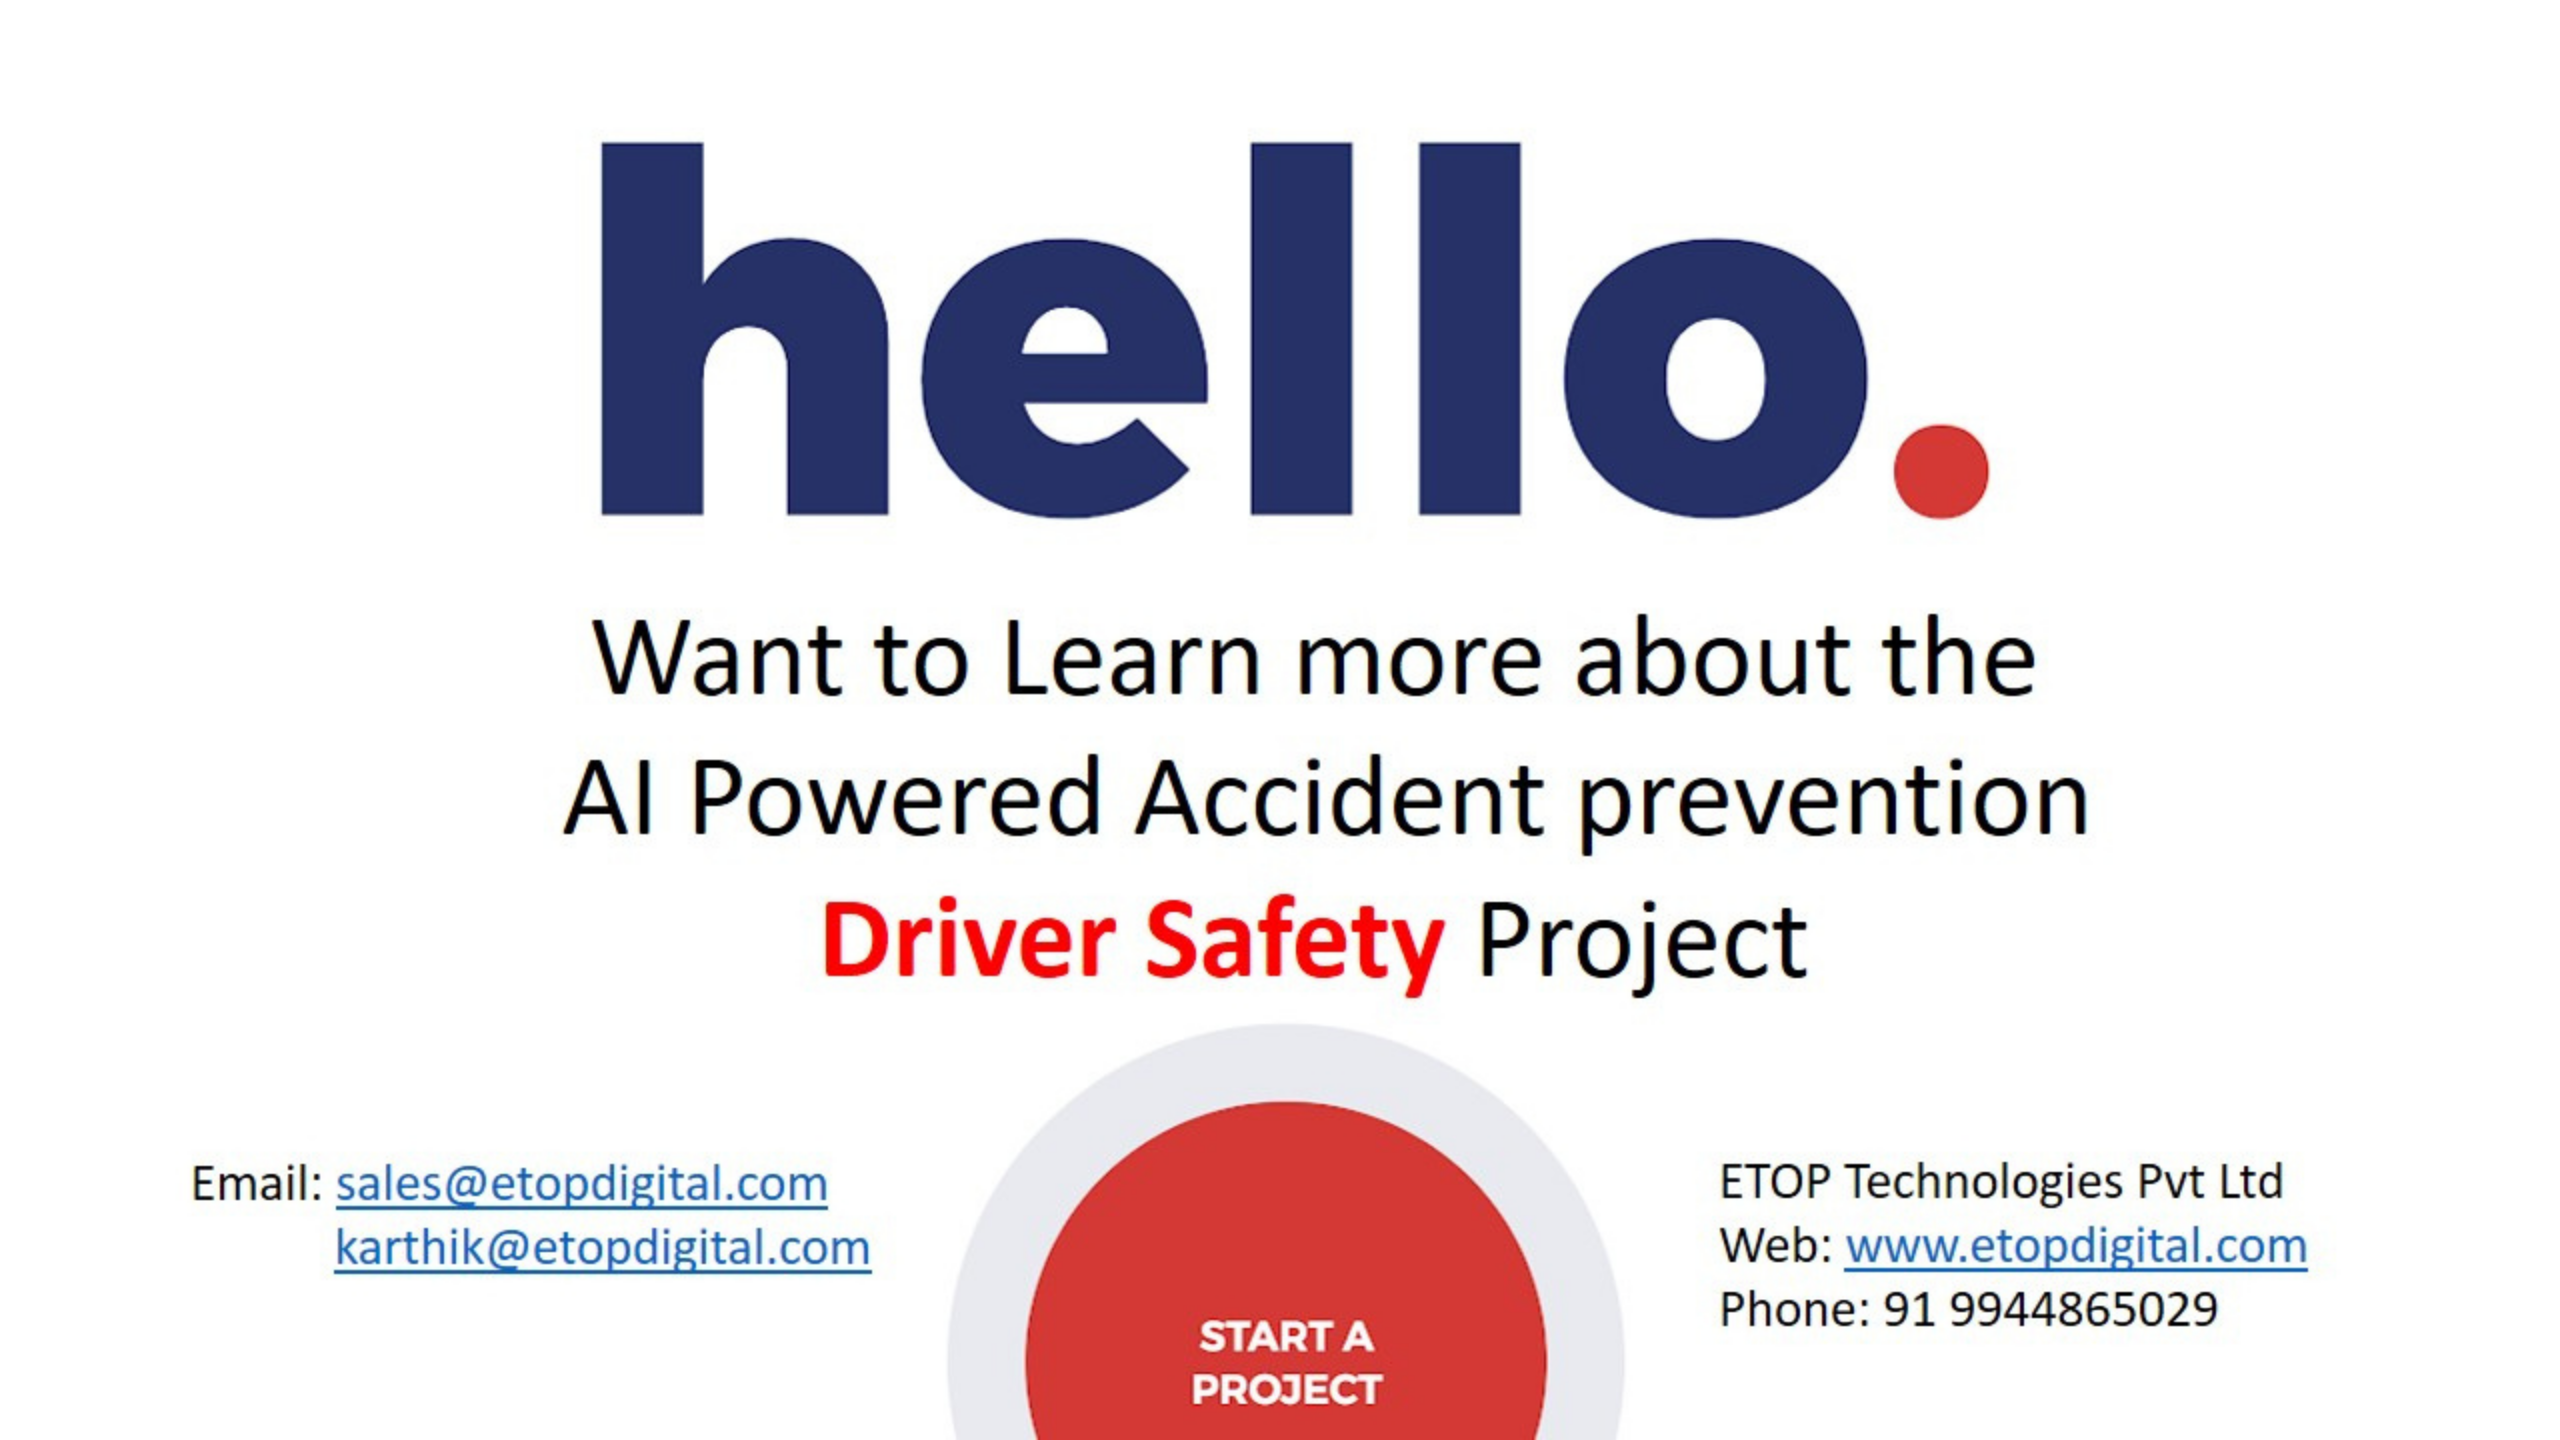 hello.
Want to Learn more about the
AI Powered Accident prevention
Driver Safety Project
Email: sales@etopdigital.com
karthik@etopdigital.com
START A
PROJECT
ETOP Technologies Pvt Ltd
Web: www.etopdigital.com
Phone: 91 9944865029